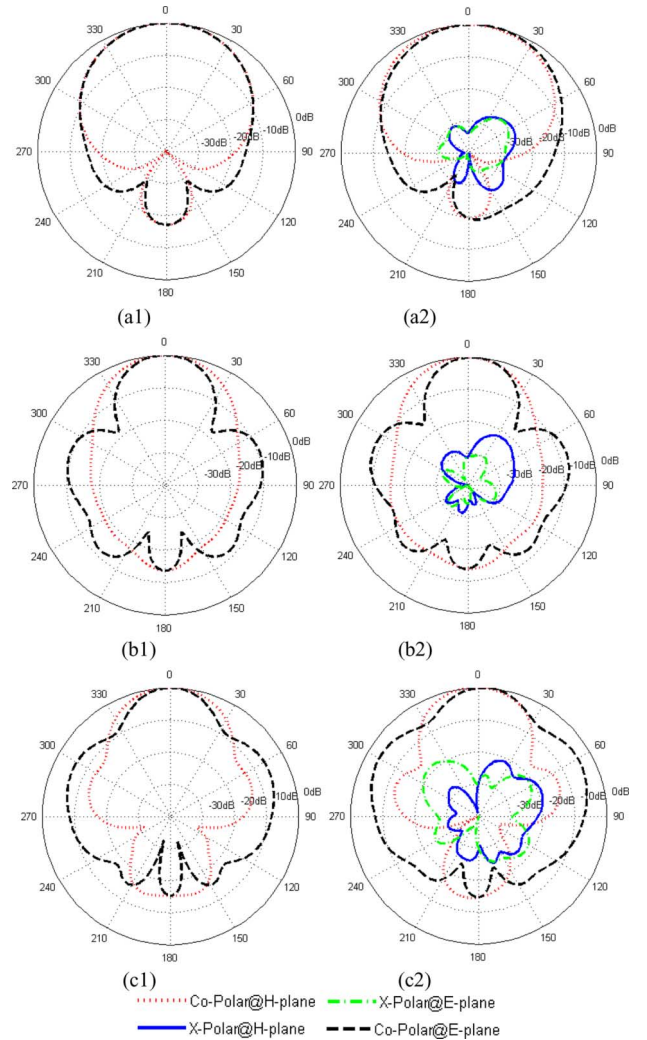 0 0
330 30 330 30
300 60 300 60
0dB 0dB
-10dB -10dB
-20dB -20dB
-30dB
270 90 270 90
240 120 240 120
210 150 210 150
180 180
(a1) (a2)
0 0
330 30 330 30
300 60 300 60
0dB 0dB
-10dB -10dB
-20dB -20dB
-30dB
270 90 270 90
240 120 240 120
210 150 210 150
180 180
(b1) (b2)
0 0
330 30 330 30
300 60 300 60
0dB 0dB
-10dB -10dB
-20dB -20dB
-30dB -30dB
270 90 270 90
240 120 240 120
210 150 210 150
180 180
(c1) (c2)
Co-Polar@H-plane X-Polar@E-plane
X-Polar@H-plane Co-Polar@E-plane